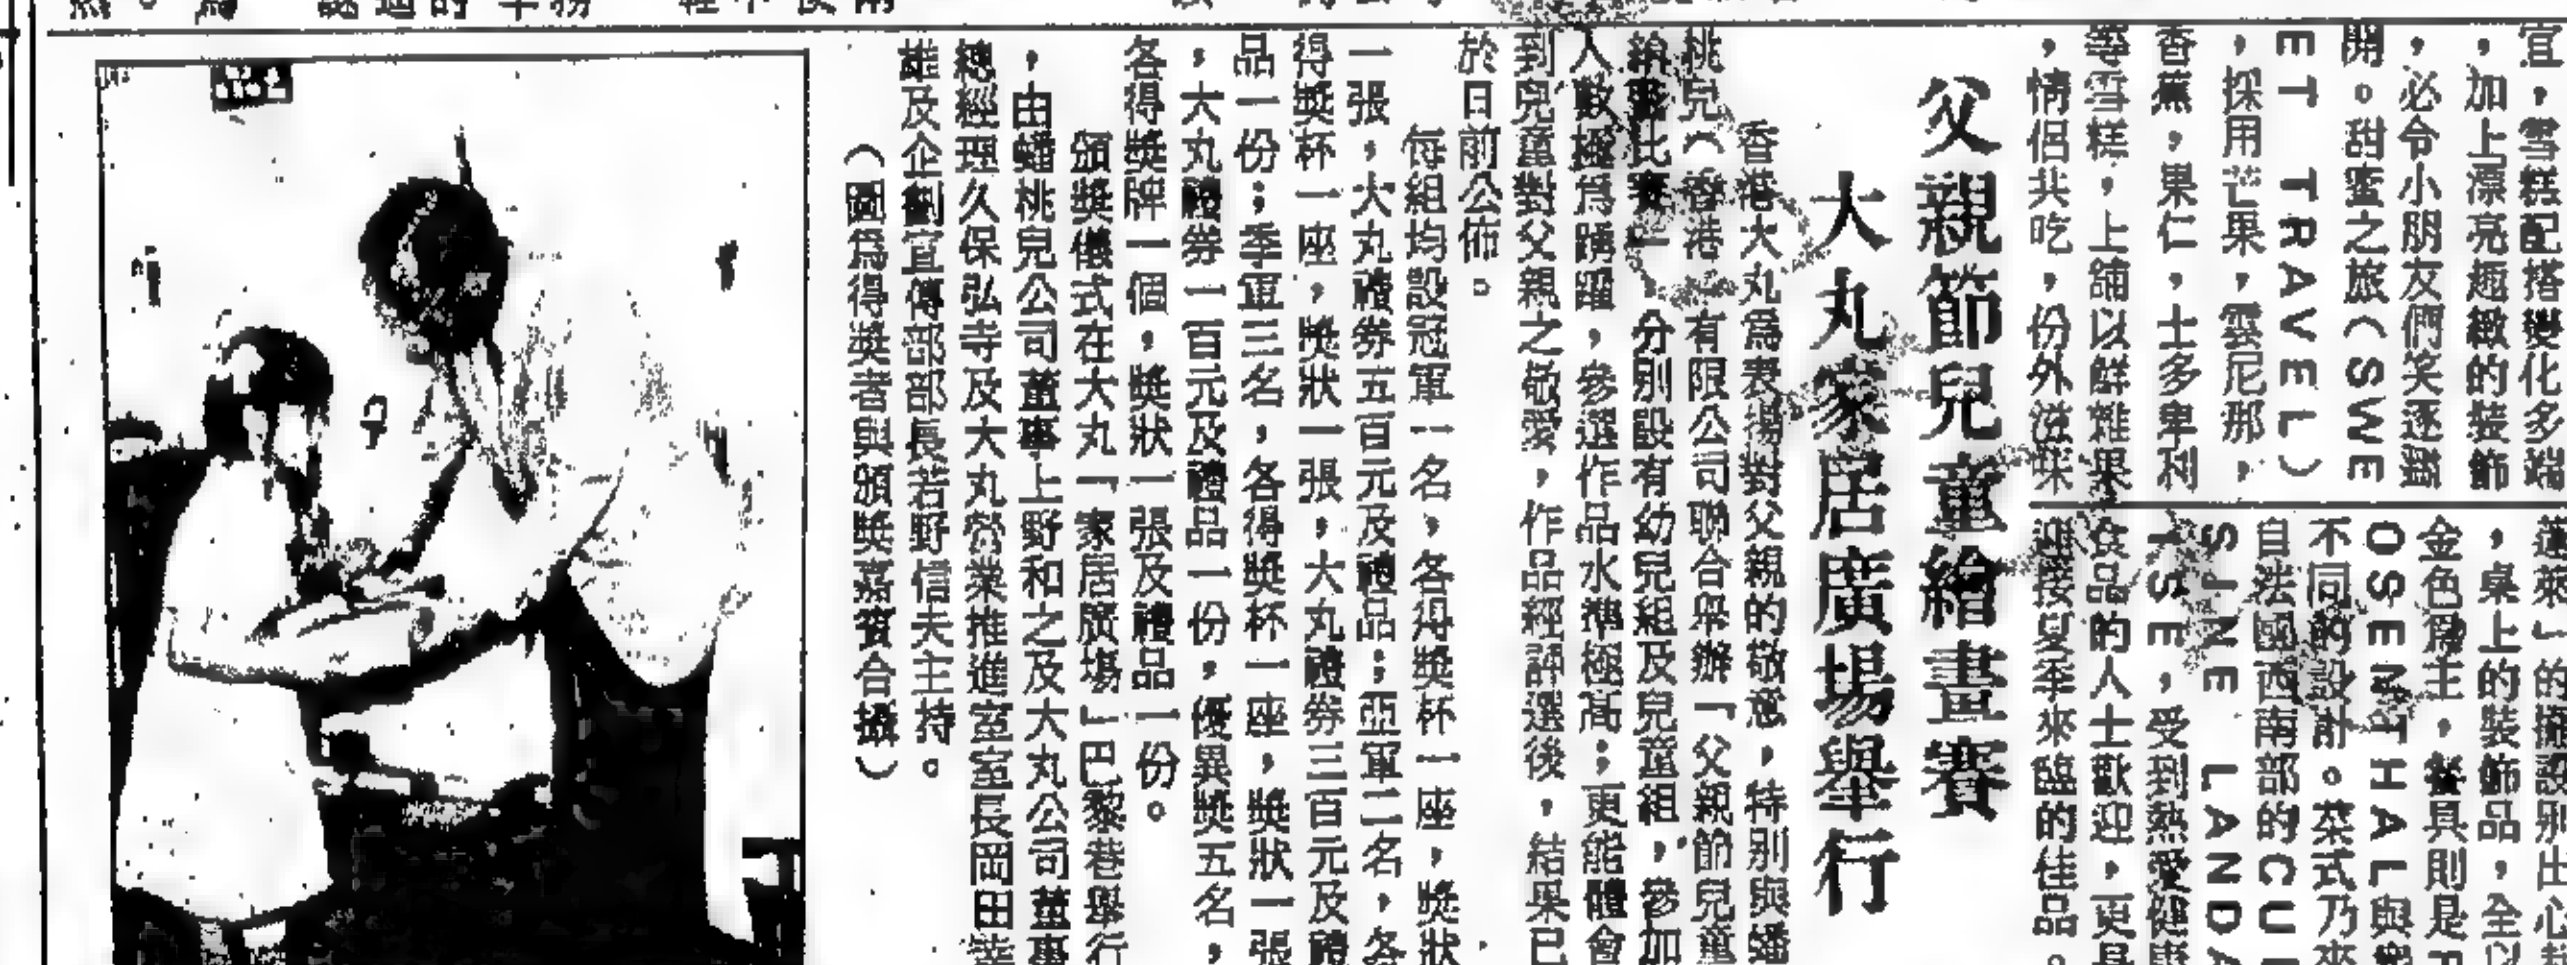 宜，雪糕配搭變化多端
，加上漂亮趣緻的裝飾
，必令小朋友們笑逐顏
開。甜蜜之旅（SWE
ET TRAVEL）
，採用芒果，雲尼那，
香蕉，果仁，士多卑利
等雪糕，上舖以鮮雜果
，情侶共吃，份外滋味
的擺設別出心
，桌上的裝飾品，全以
金色為主，餐具則是R
OSENTHAL與
不同的設計。茶式乃來
自法國西南部的CUI
SINE LANDA
ISE，受到熱愛健康
食品的人士歡迎，更是
迎接夏季來臨的佳品。
父親節兒童繪畫賽
大丸家居廣場舉行
香港大丸為表揚對父親的敬意，特別與蟠
桃兒（香港）有限公司聯合舉辦「父親節兒童
繪畫比賽」，分別設有幼兒組及兒童組，參加
人數極為踴躍，參選作品水準極高；更能體會
到兒童對父親之敬愛，作品經評選後，結果已
於日前公佈。
每組均設冠軍一名，各得獎杯一座，獎狀
一張，大丸禮券五百元及禮品；亞軍二名，各
得獎杯一座，獎狀一張，大丸禮券三百元及禮
品一份；季軍三名，各得獎杯一座，獎狀一張
，大丸禮券一百元及禮品一份，優異獎五名，
各得獎牌一個，獎狀一張及禮品一份。
頒獎儀式在大丸「家居廣場」巴黎巷舉行
，由蟠桃兒公司董事上野和之及大丸公司董事
總經理久保弘寺及大丸營業推進室室長岡田
雄及企劃宣傳部部長若野信夫主持。
（圖為得獎者與頒獎嘉賓合攝）